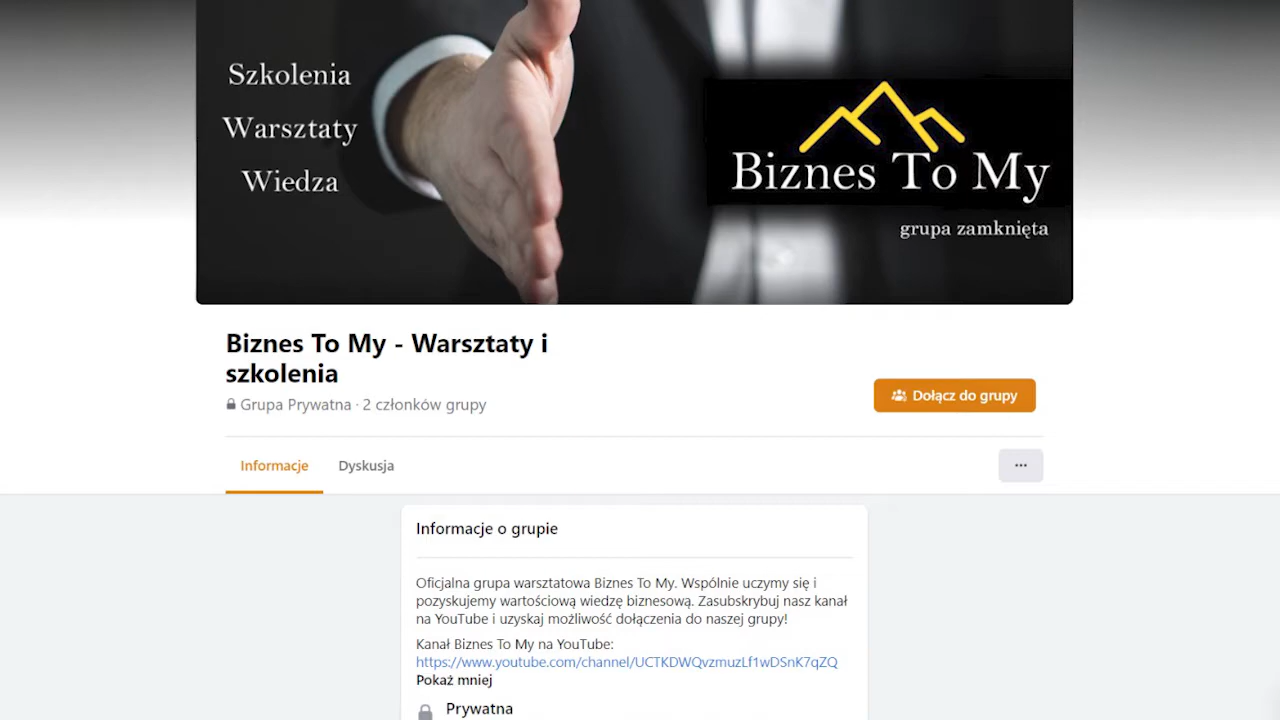 Szkolenia
Warsztaty
Wiedza
Biznes To My
grupa zamknięta
Biznes To My - Warsztaty i
szkolenia
Grupa Prywatna · 2 członków grupy
Dołącz do grupy
Informacje
Dyskusja
...
Informacje o grupie
Oficjalna grupa warsztatowa Biznes To My. Wspólnie uczymy się i
pozyskujemy wartościową wiedzę biznesową. Zasubskrybuj nasz kanał
na YouTube i uzyskaj możliwość dołączenia do naszej grupy!
Kanał Biznes To My na YouTube:
https://www.youtube.com/channel/UCTKDWQvzmuzLf1wDSnK7qZQ
Pokaż mniej
Prywatna